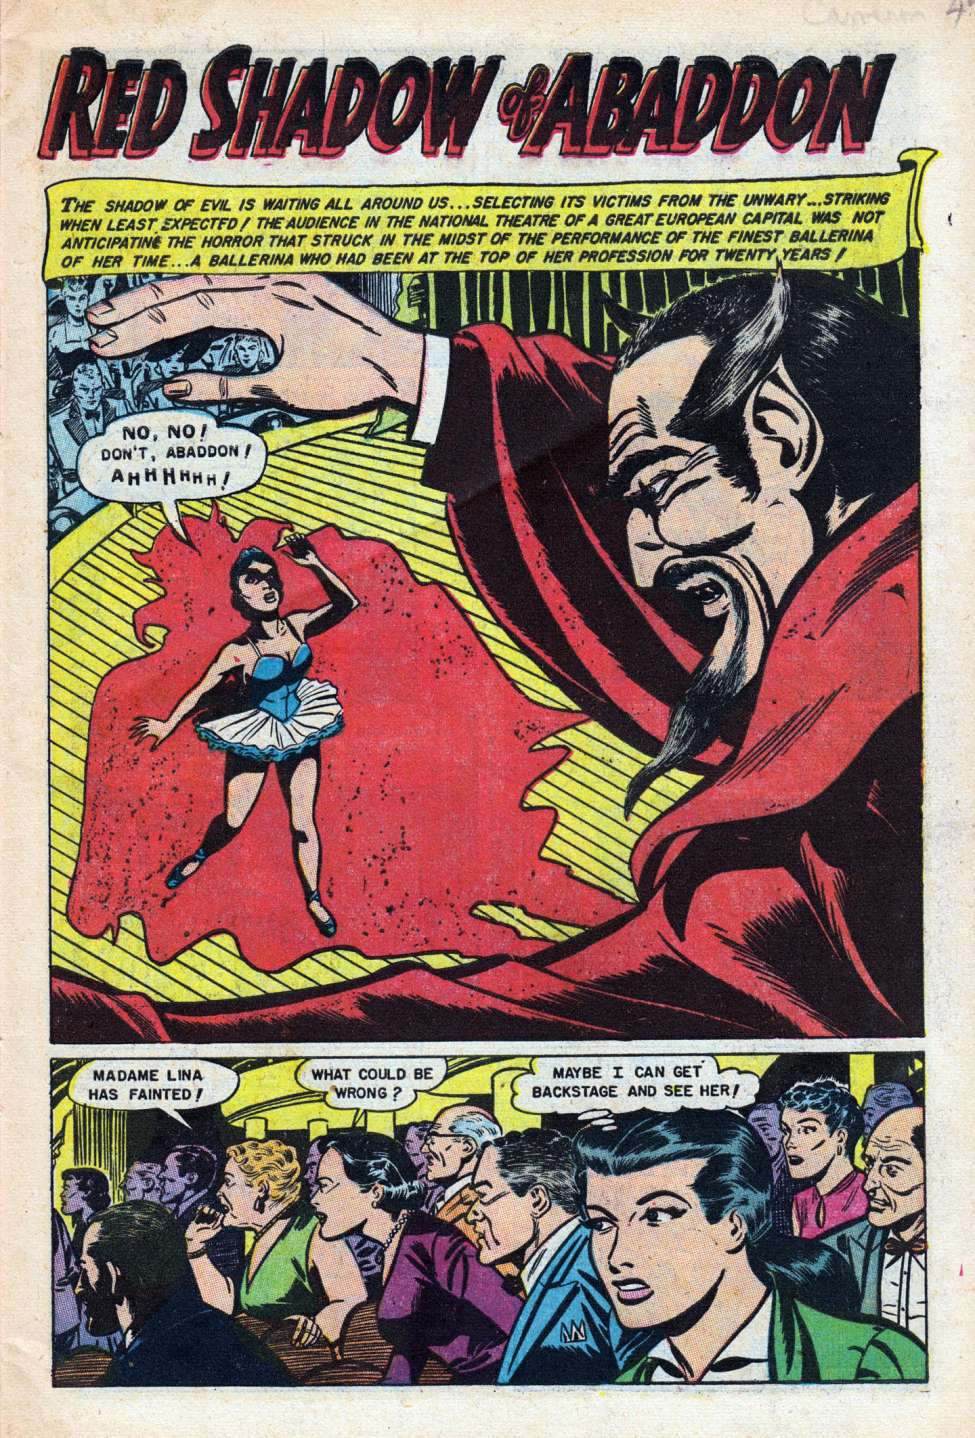 Cameron 4
RED SHADOW of ABADDON
THE SHADOW OF EVIL IS WAITING ALL AROUND US...SELECTING ITS VICTIMS FROM THE UNWARY...STRIKING
WHEN LEAST EXPECTED! THE AUDIENCE IN THE NATIONAL THEATRE OF A GREAT EUROPEAN CAPITAL WAS NOT
ANTICIPATING THE HORROR THAT STRUCK IN THE MIDST OF THE PERFORMANCE OF THE FINEST BALLERINA
OF HER TIME...A BALLERINA WHO HAD BEEN AT THE TOP OF HER PROFESSION FOR TWENTY YEARS!
NO, NO!
DON'T, ABADDON!
AHHHHHH!
MADAME LINA
HAS FAINTED!
WHAT COULD BE
WRONG?
MAYBE I CAN GET
BACKSTAGE AND SEE HER!